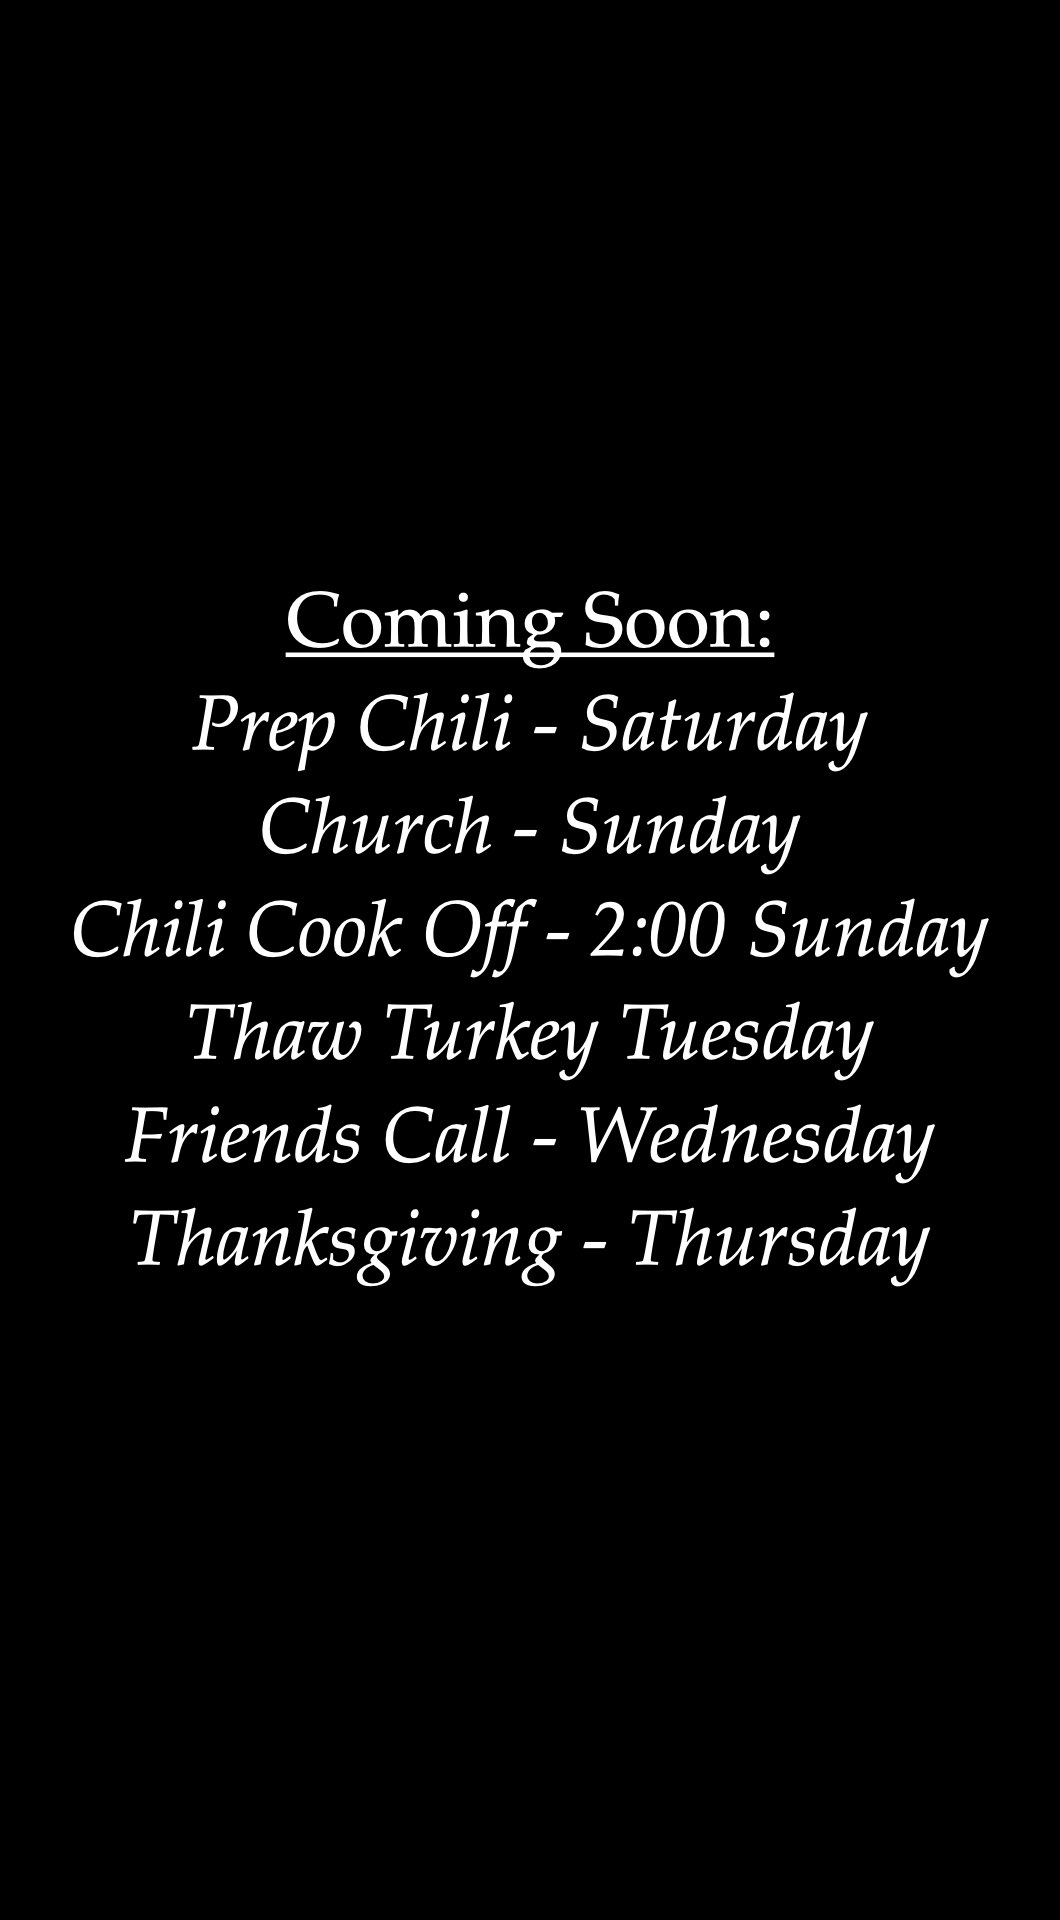 Coming Soon:
Prep Chili - Saturday
Church - Sunday
Chili Cook Off - 2:00 Sunday
Thaw Turkey Tuesday
Friends Call - Wednesday
Thanksgiving - Thursday